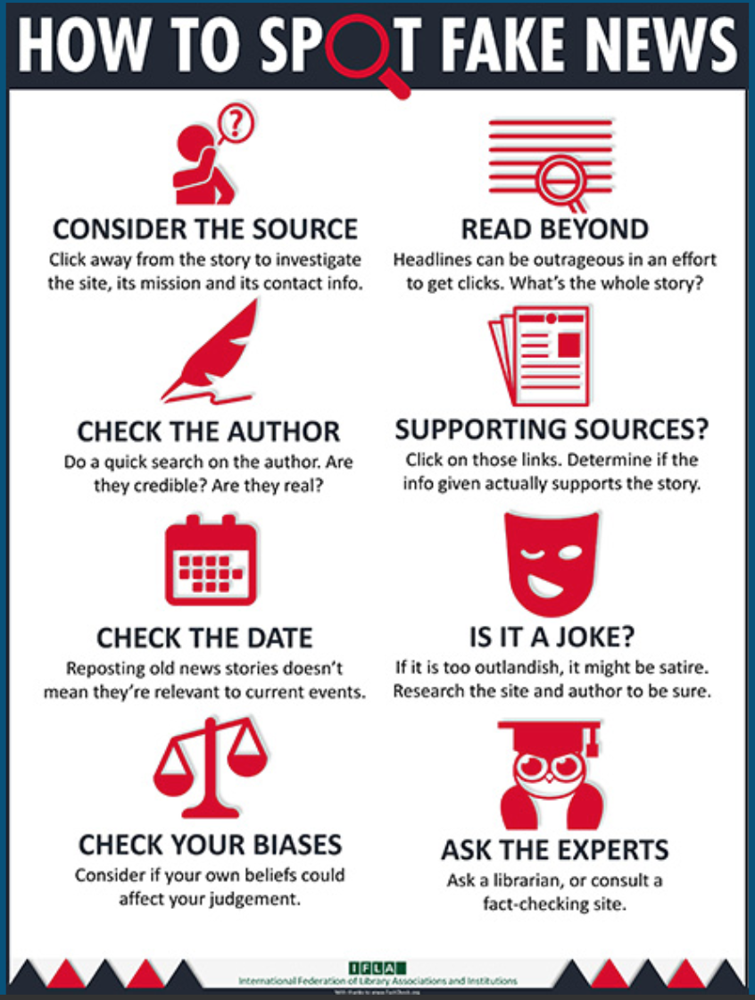 HOW TO SPOT FAKE NEWS
?
CONSIDER THE SOURCE
Click away from the story to investigate
the site, its mission and its contact info.
READ BEYOND
Headlines can be outrageous in an effort
to get clicks. What's the whole story?
CHECK THE AUTHOR
Do a quick search on the author. Are
they credible? Are they real?
SUPPORTING SOURCES?
Click on those links. Determine if the
info given actually supports the story.
CHECK THE DATE
Reposting old news stories doesn't
mean they're relevant to current events.
IS IT A JOKE?
If it is too outlandish, it might be satire.
Research the site and author to be sure.
CHECK YOUR BIASES
Consider if your own beliefs could
affect your judgement.
ASK THE EXPERTS
Ask a librarian, or consult a
fact-checking site.
IFLA
International Federation of Library Associations and Institutions
With thanks to www.FactCheck.org